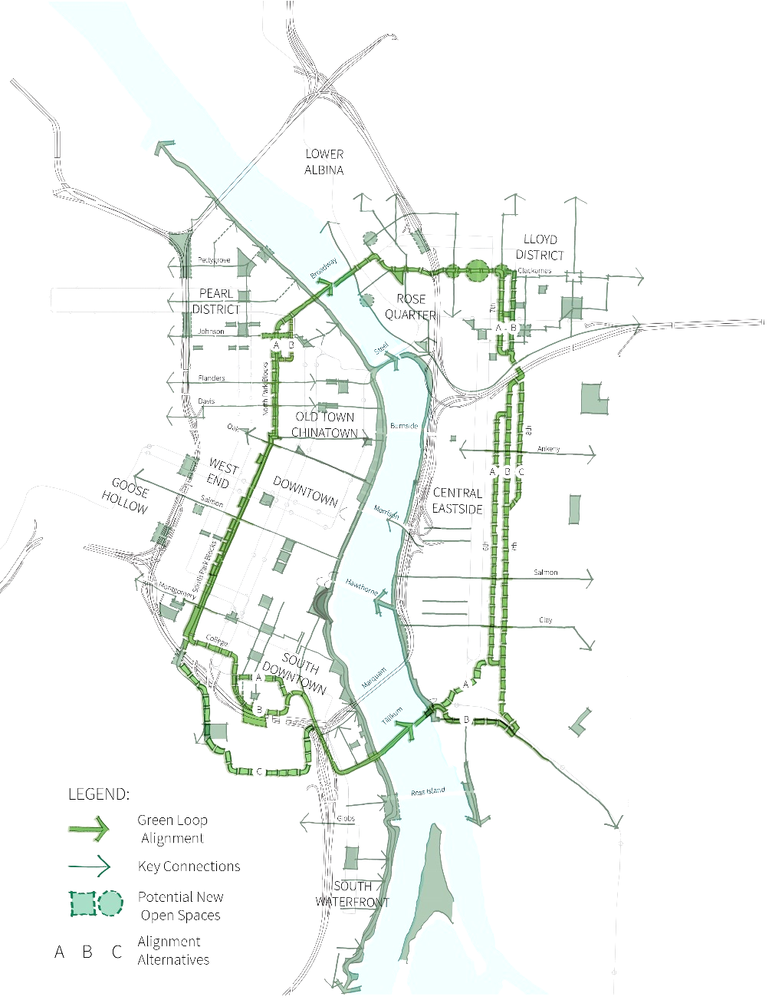 LOWER
ALBINA
LLOYD
DISTRICT
Pettygrove
Broadway
Clackamas
PEARL
DISTRICT
ROSE
QUARTER
7th
Johnson
A
B
A - B
Steel
North Park Blocks
Flanders
Davis
OLD TOWN
CHINATOWN
Burnside
Oak
8th
Ankeny
WEST
END
GOOSE
HOLLOW
DOWNTOWN
A
B
C
CENTRAL
EASTSIDE
Salmon
Morrison
6th
South Park Blocks
Salmon
Montgomery
Hawthorne
Clay
College
SOUTH
DOWNTOWN
A
Marquam
A
B
Tilikum
B
C
Ross Island
LEGEND:
Green Loop
Alignment
Gibbs
Key Connections
SOUTH
WATERFRONT
Potential New
Open Spaces
A B C
Alignment
Alternatives